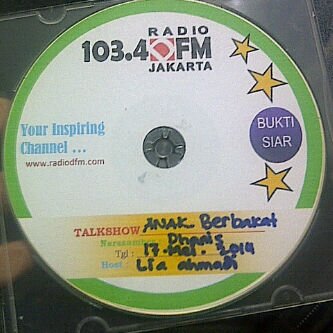 RADIO
103.4 DFM
JAKARTA
Your Inspiring
Channel ...
www.radiodfm.com
BUKTI
SIAR
TALKSHOW : Anak Berbakat
Narasumber
Tgl : 17 Mei . 2014
Host : Lia ahmadi